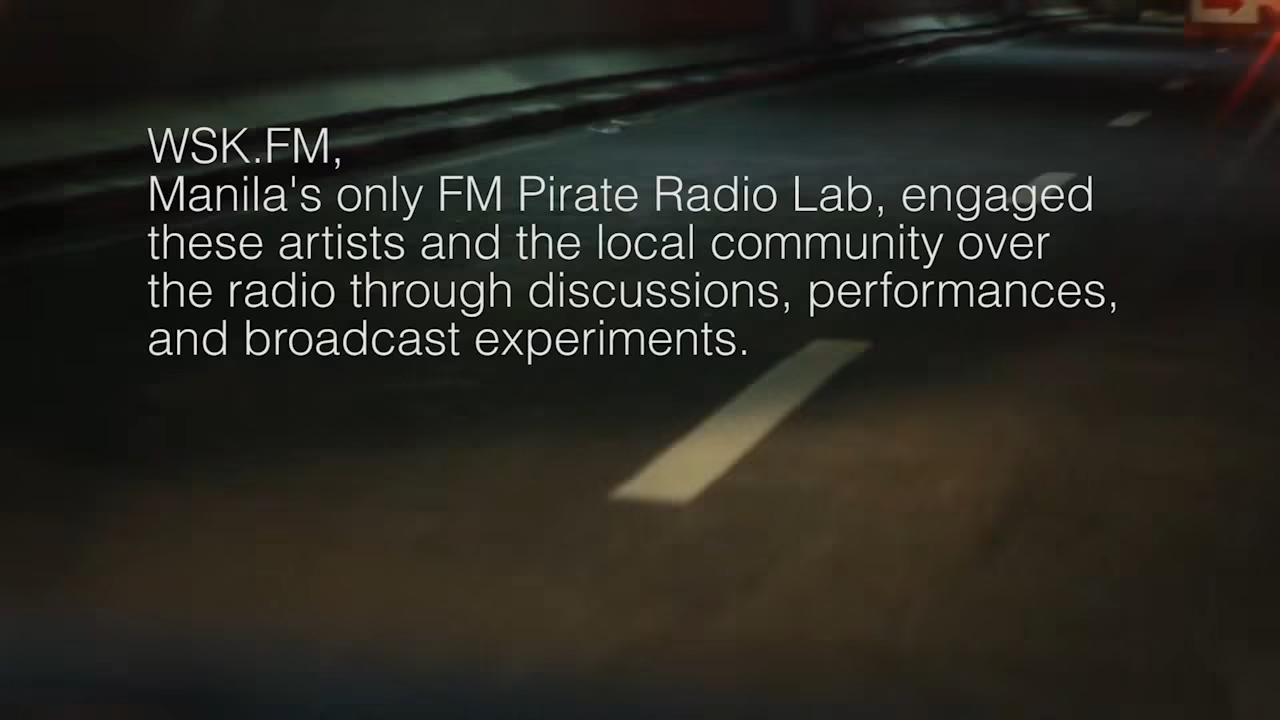 WSK.FM,
Manila's only FM Pirate Radio Lab, engaged
these artists and the local community over
the radio through discussions, performances,
and broadcast experiments.